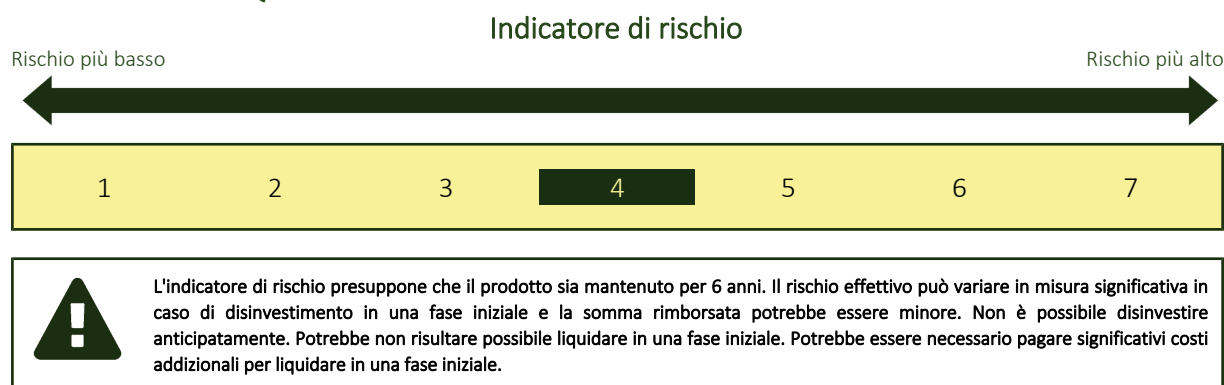 Indicatore di rischio
Rischio più basso
Rischio più alto
1 2 3 4 5 6 7
L'indicatore di rischio presuppone che il prodotto sia mantenuto per 6 anni. Il rischio effettivo può variare in misura significativa in
caso di disinvestimento in una fase iniziale e la somma rimborsata potrebbe essere minore. Non è possibile disinvestire
anticipatamente. Potrebbe non risultare possibile liquidare in una fase iniziale. Potrebbe essere necessario pagare significativi costi
addizionali per liquidare in una fase iniziale.